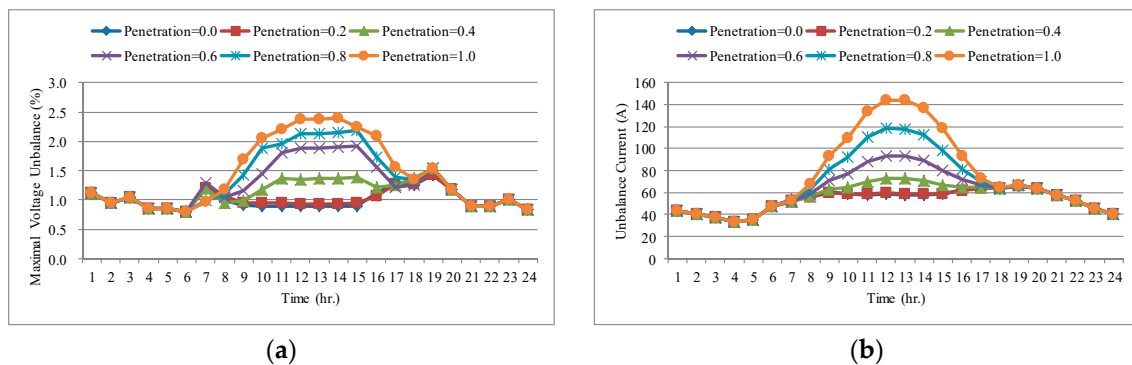 Penetration=0.0 Penetration=0.2 Penetration=0.4
Penetration=0.6 Penetration=0.8 Penetration=1.0
Maximal Voltage Unbalance (%)
3.0
2.5
2.0
1.5
1.0
0.5
0.0
1 2 3 4 5 6 7 8 9 10 11 12 13 14 15 16 17 18 19 20 21 22 23 24
Time (hr.)
(a)
Penetration=0.0 Penetration=0.2 Penetration=0.4
Penetration=0.6 Penetration=0.8 Penetration=1.0
Unbalance Current (A)
160
140
120
100
80
60
40
20
0
1 2 3 4 5 6 7 8 9 10 11 12 13 14 15 16 17 18 19 20 21 22 23 24
Time (hr.)
(b)